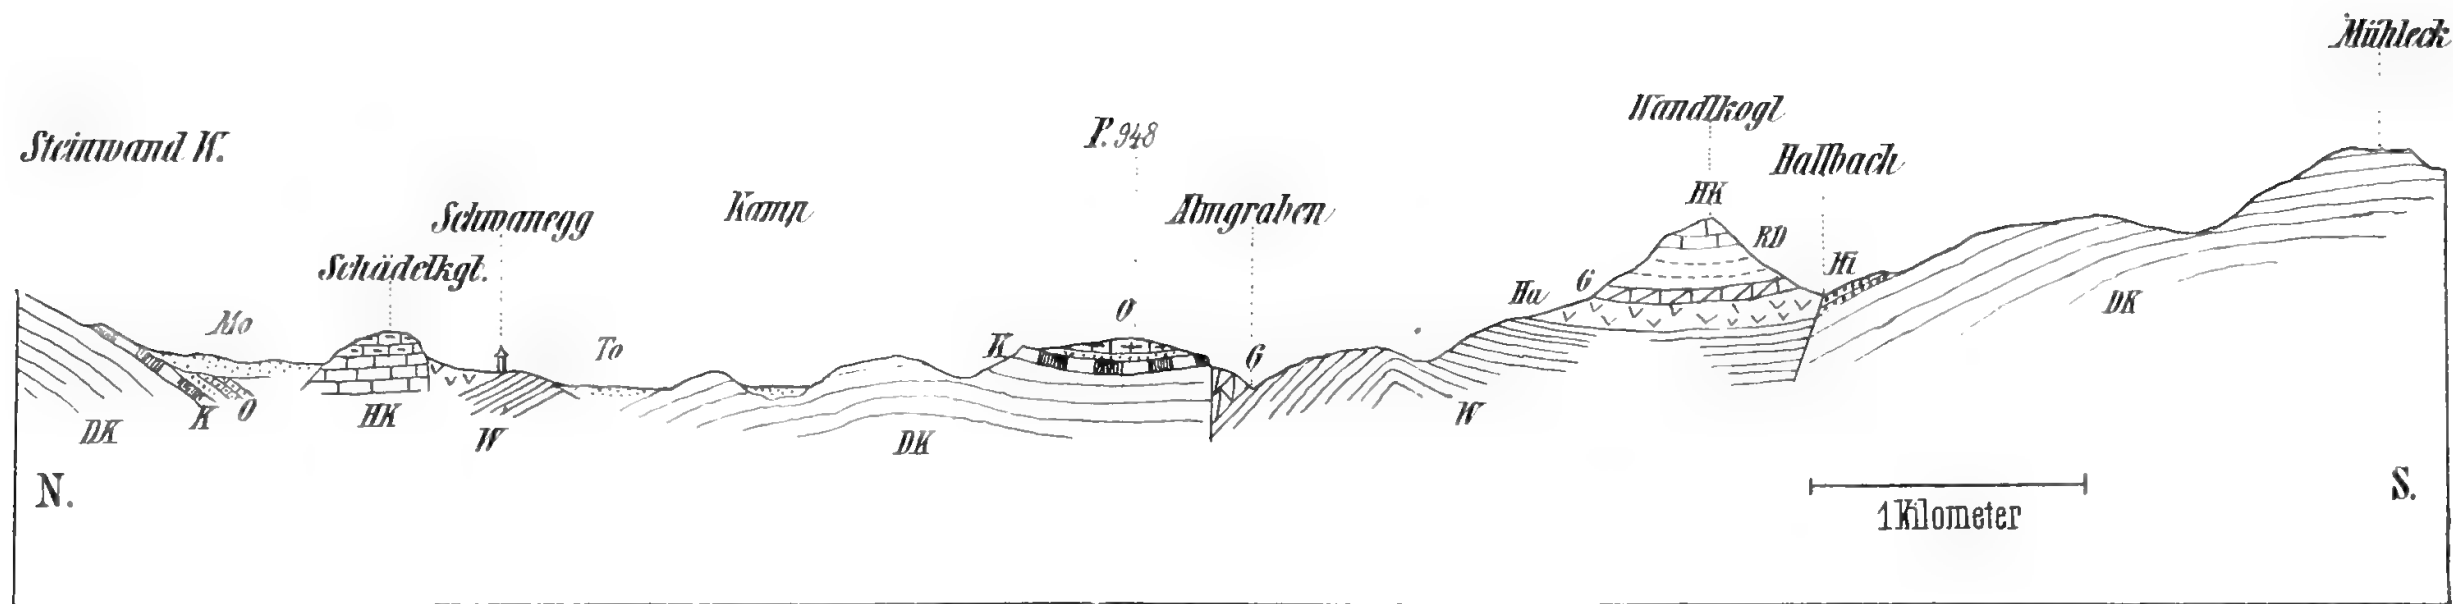 Mühleck
Steinwand W.
P. 948
Wandlkogl
Hallbach
Schwanegg
Kamp
Almgraben
HK
RD
Schädelkgl.
Hi
Mo
To
K
O
G
Ha
G
DK
DK
K
O
HK
W
DK
W
N.
S.
1 Kilometer